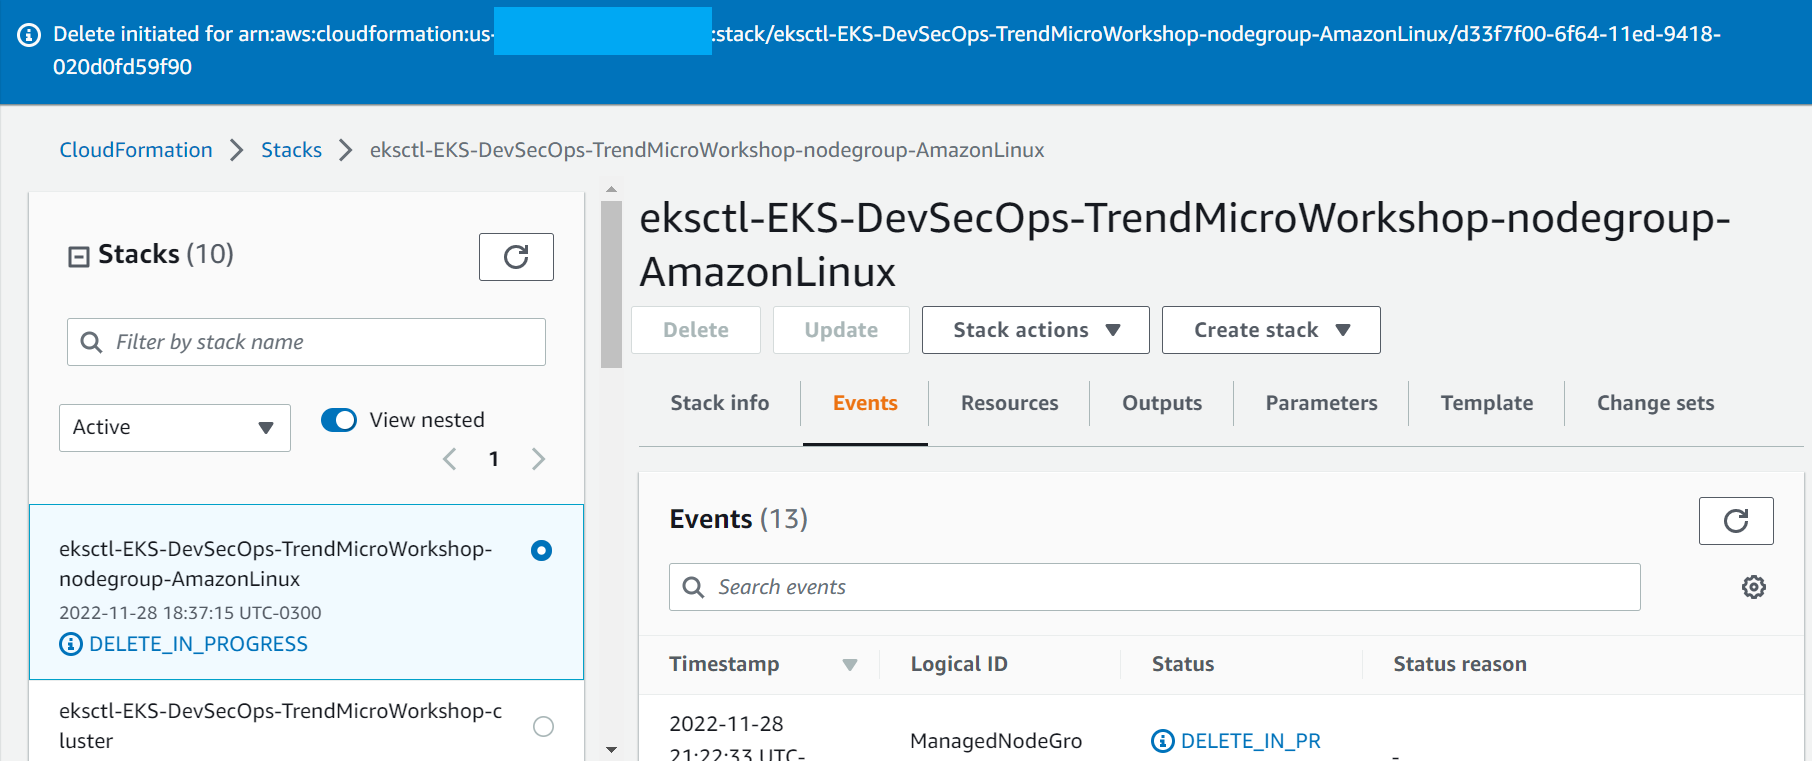 Delete initiated for arn:aws:cloudformation:us- :stack/eksctl-EKS-DevSecOps-TrendMicroWorkshop-nodegroup-AmazonLinux/d33f7f00-6f64-11ed-9418-
020d0fd59f90
CloudFormation Stacks eksctl-EKS-DevSecOps-TrendMicroWorkshop-nodegroup-AmazonLinux
Stacks (10)
Filter by stack name
Active
View nested
1
eksctl-EKS-DevSecOps-TrendMicroWorkshop-
nodegroup-AmazonLinux
2022-11-28 18:37:15 UTC-0300
DELETE_IN_PROGRESS
eksctl-EKS-DevSecOps-TrendMicroWorkshop-c
luster
eksctl-EKS-DevSecOps-TrendMicroWorkshop-nodegroup-
AmazonLinux
Delete Update Stack actions Create stack
Stack info Events Resources Outputs Parameters Template Change sets
Events (13)
Search events
Timestamp Logical ID Status Status reason
2022-11-28
21:22:33 UTC-
ManagedNodeGro DELETE_IN_PR -